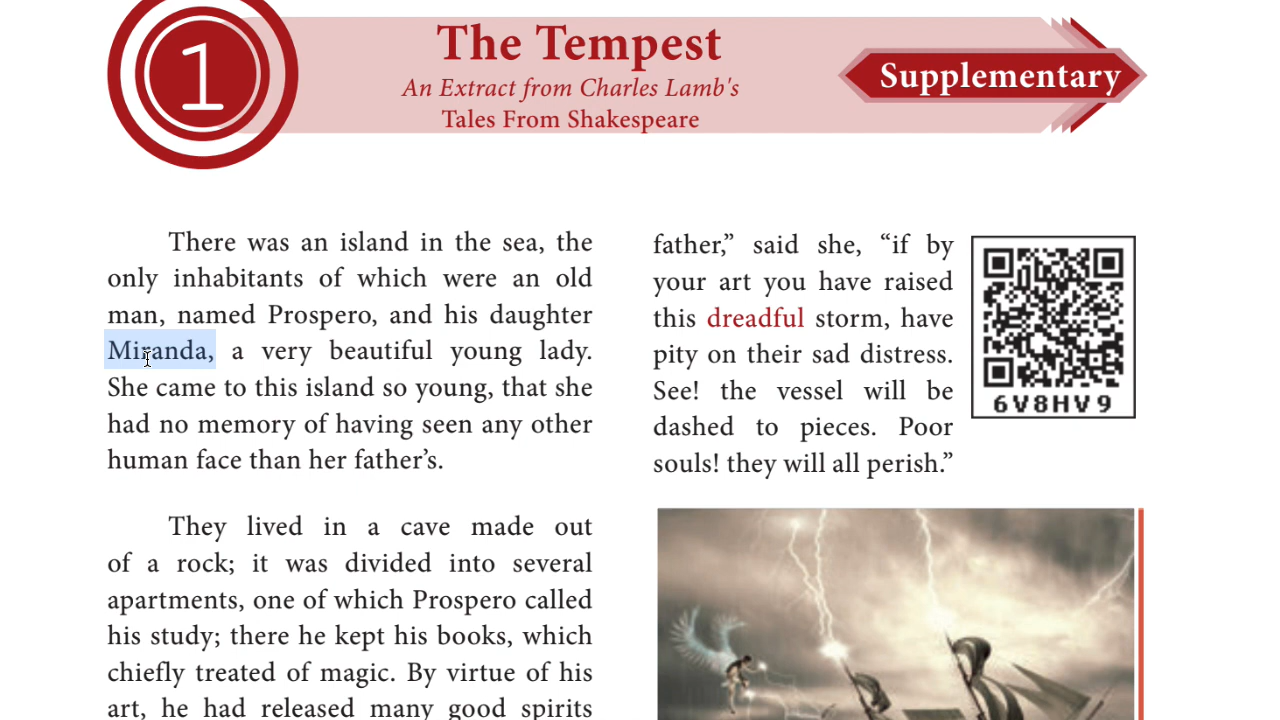 1
The Tempest
An Extract from Charles Lamb's
Tales From Shakespeare
Supplementary
There was an island in the sea, the
only inhabitants of which were an old
man, named Prospero, and his daughter
Miranda, a very beautiful young lady.
She came to this island so young, that she
had no memory of having seen any other
human face than her father’s.
They lived in a cave made out
of a rock; it was divided into several
apartments, one of which Prospero called
his study; there he kept his books, which
chiefly treated of magic. By virtue of his
art, he had released many good spirits
father,” said she, “if by
your art you have raised
this dreadful storm, have
pity on their sad distress.
See! the vessel will be
dashed to pieces. Poor
souls! they will all perish.”
6V8HV9